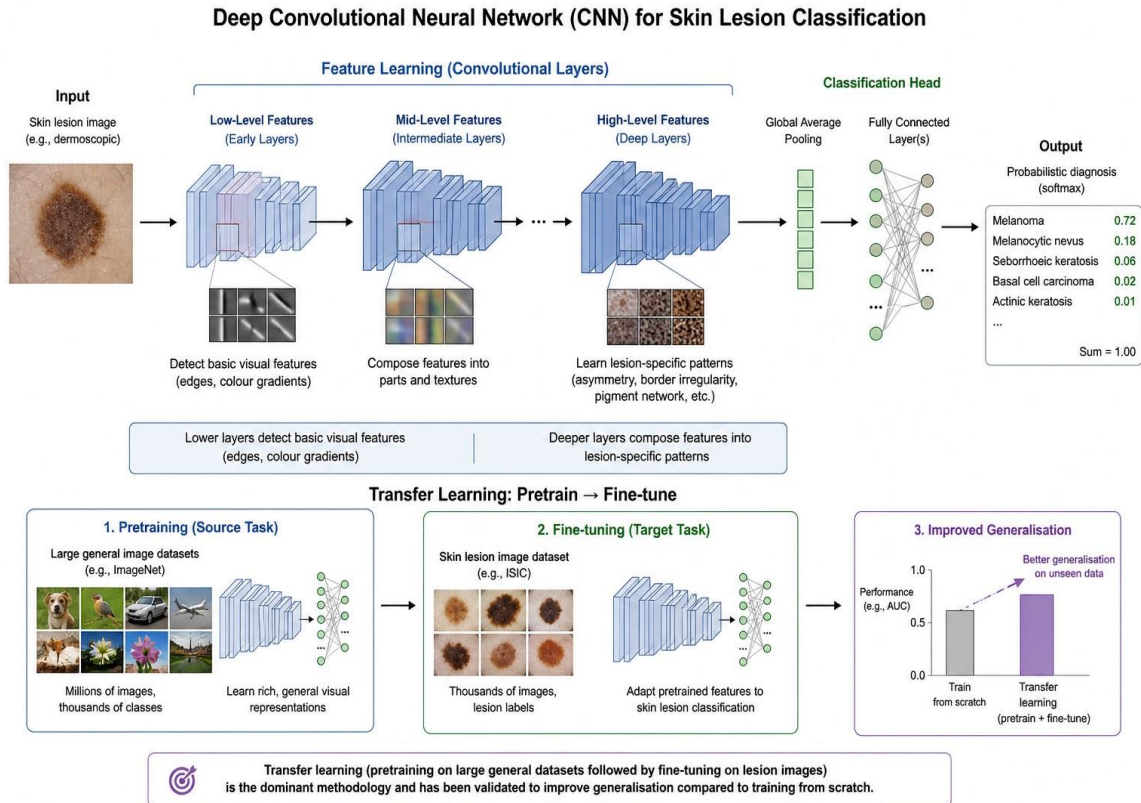 Deep Convolutional Neural Network (CNN) for Skin Lesion Classification
Feature Learning (Convolutional Layers)
Classification Head
Input
Skin lesion image
(e.g., dermoscopic)
Low-Level Features
(Early Layers)
Mid-Level Features
(Intermediate Layers)
High-Level Features
(Deep Layers)
Global Average
Pooling
Fully Connected
Layer(s)
Output
Probabilistic diagnosis
(softmax)
...
...
...
Melanoma 0.72
Melanocytic nevus 0.18
Seborrhoeic keratosis 0.06
Basal cell carcinoma 0.02
Actinic keratosis 0.01
...
Sum = 1.00
Detect basic visual features
(edges, colour gradients)
Compose features into
parts and textures
Learn lesion-specific patterns
(asymmetry, border irregularity,
pigment network, etc.)
Lower layers detect basic visual features
(edges, colour gradients)
Deeper layers compose features into
lesion-specific patterns
Transfer Learning: Pretrain → Fine-tune
1. Pretraining (Source Task)
Large general image datasets
(e.g., ImageNet)
...
...
Millions of images,
thousands of classes
Learn rich, general visual
representations
2. Fine-tuning (Target Task)
Skin lesion image dataset
(e.g., ISIC)
...
...
Thousands of images,
lesion labels
Adapt pretrained features to
skin lesion classification
3. Improved Generalisation
Better generalisation
on unseen data
Performance
(e.g., AUC)
1.0
0.5
0.0
Train
from scratch
Transfer
learning
(pretrain + fine-tune)
Transfer learning (pretraining on large general datasets followed by fine-tuning on lesion images)
is the dominant methodology and has been validated to improve generalisation compared to training from scratch.